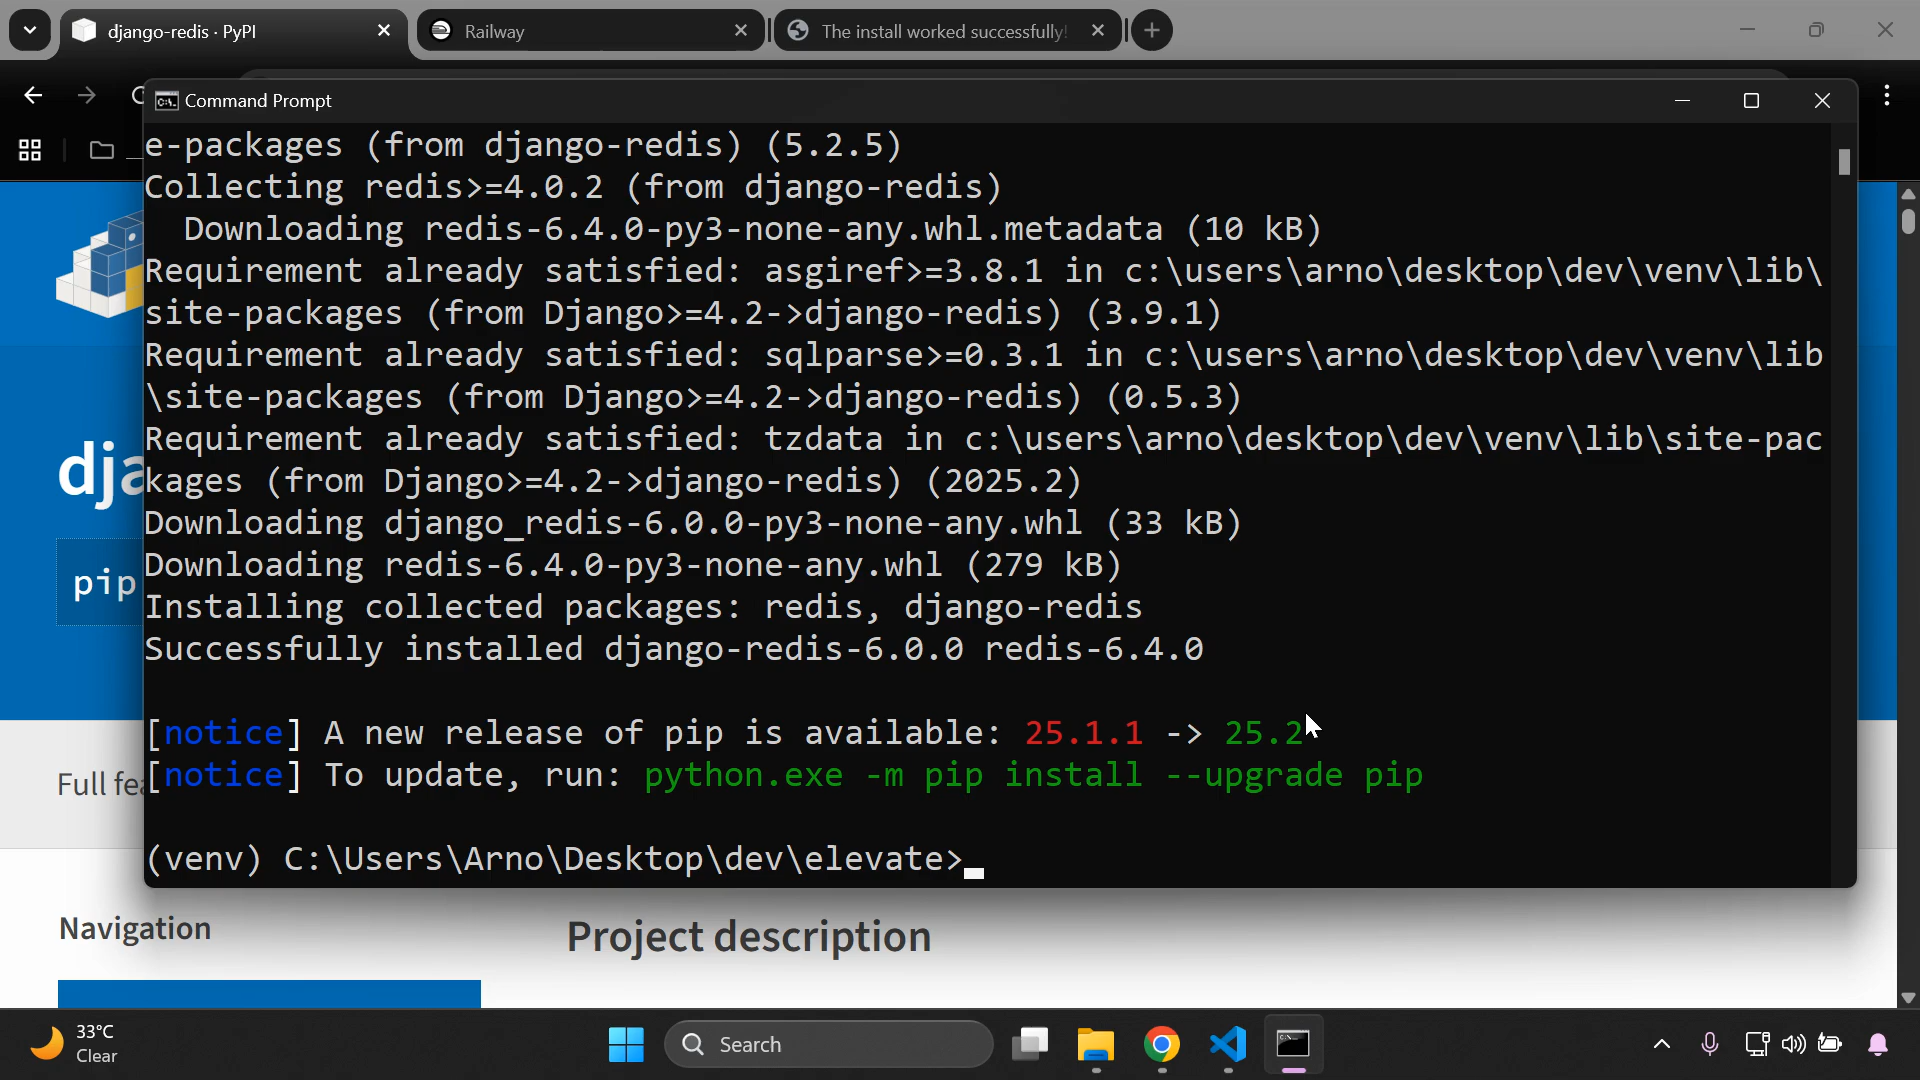 django-redis · PyPI
Railway
The install worked successfully!
Command Prompt
e-packages (from django-redis) (5.2.5)
Collecting redis>=4.0.2 (from django-redis)
Downloading redis-6.4.0-py3-none-any.whl.metadata (10 kB)
Requirement already satisfied: asgiref>=3.8.1 in c:\users\arno\desktop\dev\venv\lib\
site-packages (from Django>=4.2->django-redis) (3.9.1)
Requirement already satisfied: sqlparse>=0.3.1 in c:\users\arno\desktop\dev\venv\lib
\site-packages (from Django>=4.2->django-redis) (0.5.3)
Requirement already satisfied: tzdata in c:\users\arno\desktop\dev\venv\lib\site-pac
kages (from Django>=4.2->django-redis) (2025.2)
Downloading django_redis-6.0.0-py3-none-any.whl (33 kB)
Downloading redis-6.4.0-py3-none-any.whl (279 kB)
Installing collected packages: redis, django-redis
Successfully installed django-redis-6.0.0 redis-6.4.0
[notice] A new release of pip is available: 25.1.1 -> 25.2
[notice] To update, run: python.exe -m pip install --upgrade pip
(venv) C:\Users\Arno\Desktop\dev\elevate>
dja
pip
Full fea
Navigation
Project description
33°C
Clear
Search